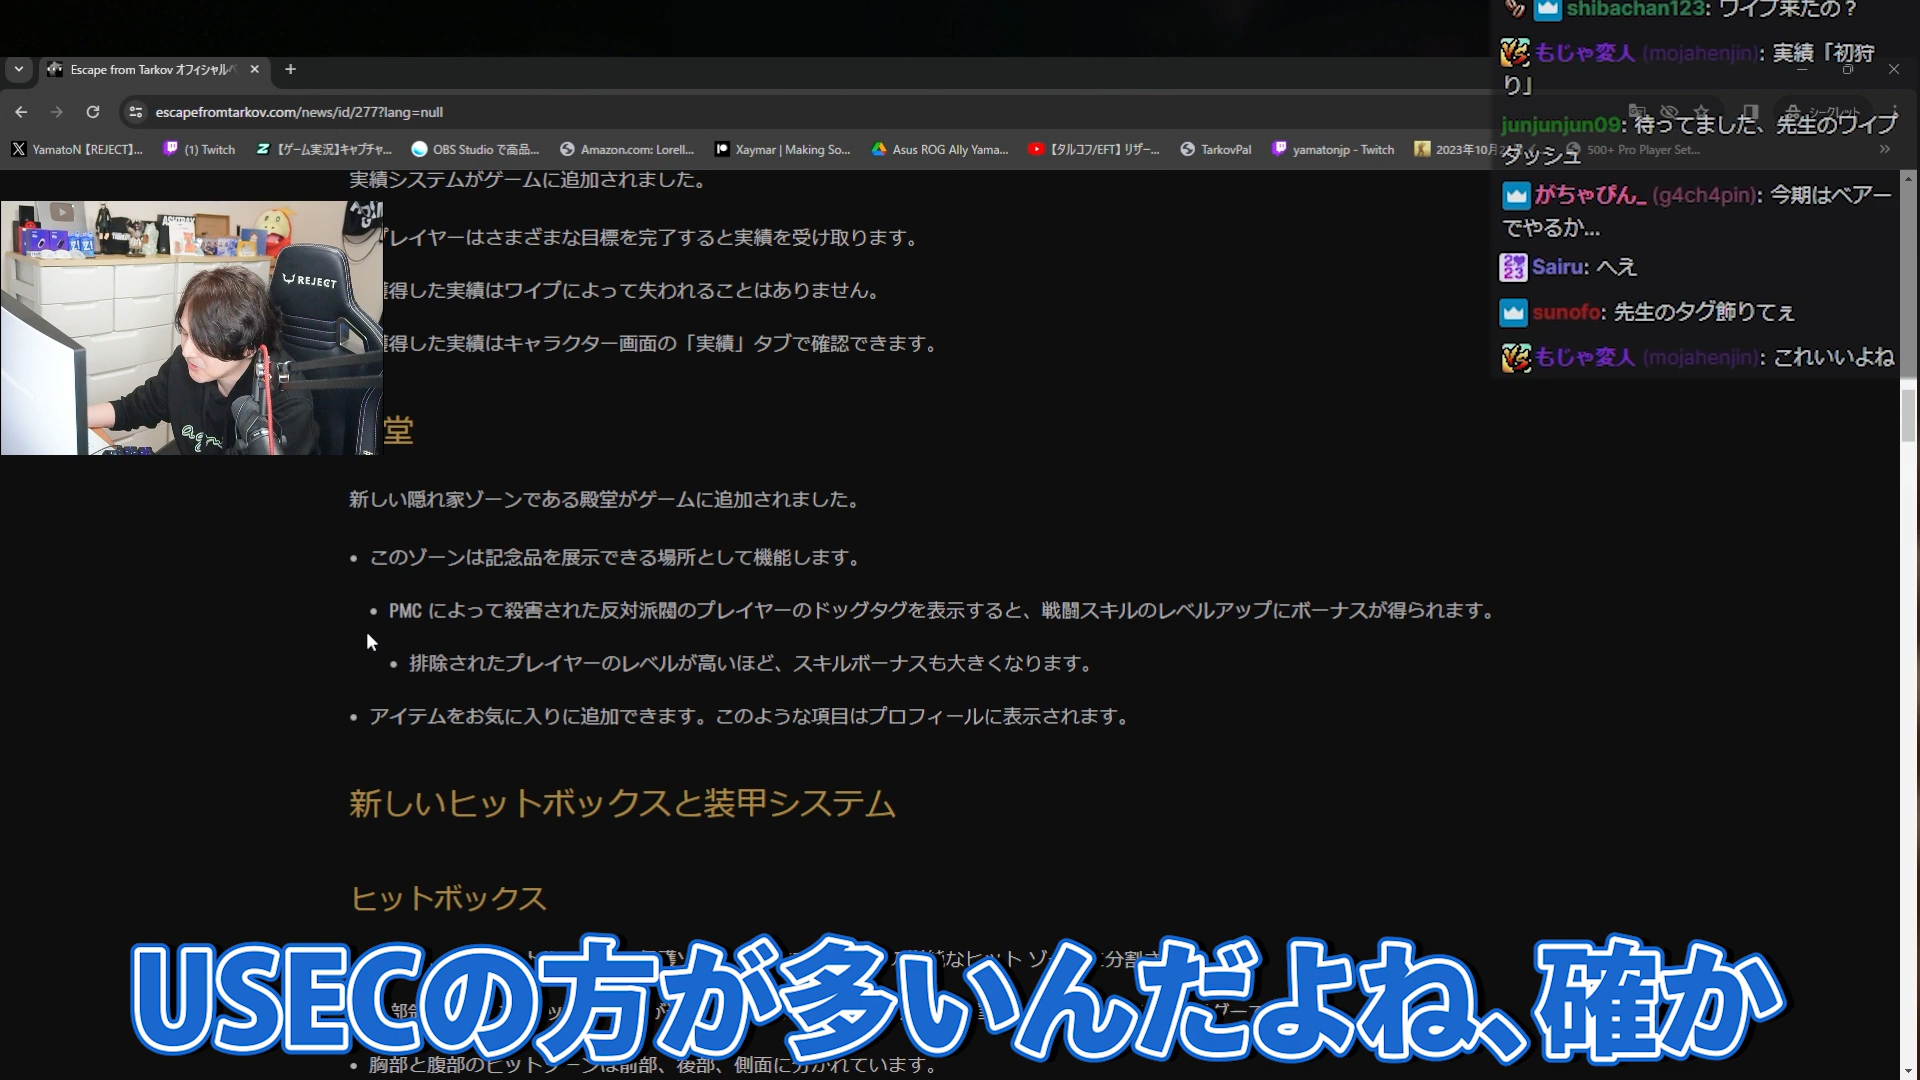 shibachan123: ワイプ来たの？
もじゃ変人 (mojahenjin): 実績「初狩
り」
junjunjun09: 待ってました、先生のワイプ
ダッシュ
がちゃぴん_ (g4ch4pin): 今期はベアー
でやるか...
Sairu: へえ
sunofo: 先生のタグ飾りてぇ
もじゃ変人 (mojahenjin): これいいよね
Escape from Tarkov オフィシャルペ
escapefromtarkov.com/news/id/277?lang=null
シークレット
YamatoN【REJECT】...
(1) Twitch
【ゲーム実況】キャプチャ...
OBS Studio で高品...
Amazon.com: Lorell...
Xaymar | Making So...
Asus ROG Ally Yama...
【タルコフ/EFT】リザー...
TarkovPal
yamatonjp - Twitch
2023年10月
500+ Pro Player Set...
実績システムがゲームに追加されました。
プレイヤーはさまざまな目標を完了すると実績を受け取ります。
獲得した実績はワイプによって失われることはありません。
獲得した実績はキャラクター画面の「実績」タブで確認できます。
REJECT
堂
新しい隠れ家ゾーンである殿堂がゲームに追加されました。
• このゾーンは記念品を展示できる場所として機能します。
• PMC によって殺害された反対派閥のプレイヤーのドッグタグを表示すると、戦闘スキルのレベルアップにボーナスが得られます。
• 排除されたプレイヤーのレベルが高いほど、スキルボーナスも大きくなります。
• アイテムをお気に入りに追加できます。このような項目はプロフィールに表示されます。
新しいヒットボックスと装甲システム
ヒットボックス
USECの方が多いんだよね、確か
• 胸部と腹部のヒットゾーンは前部、後部、側面に分かれています。